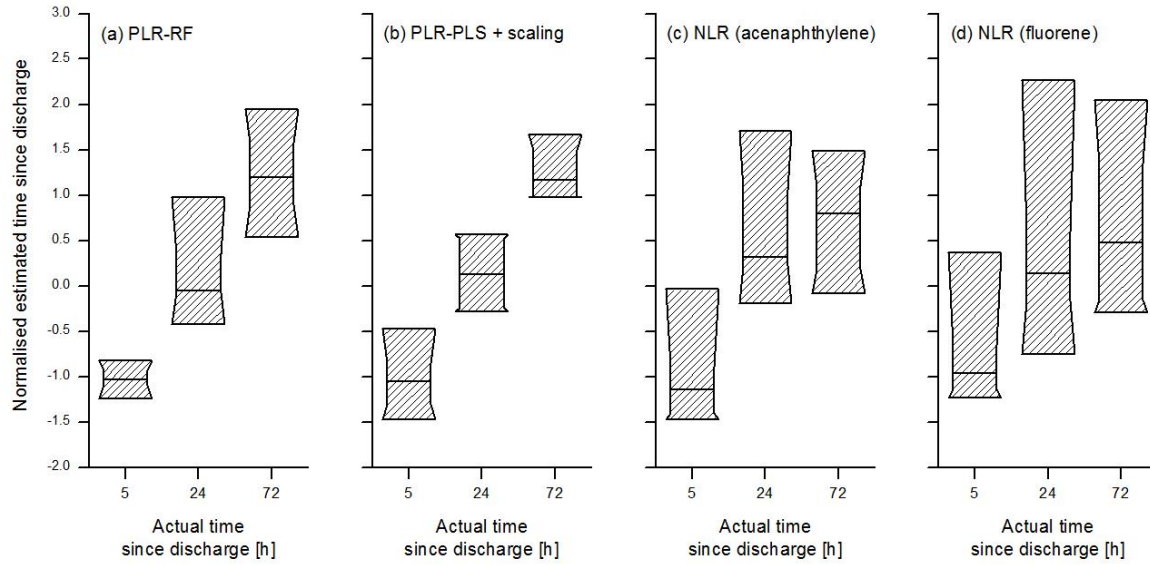 (a) PLR-RF
(b) PLR-PLS + scaling
(c) NLR (acenaphthylene)
(d) NLR (fluorene)
Normalised estimated time since discharge
3.0
2.5
2.0
1.5
1.0
0.5
0.0
-0.5
-1.0
-1.5
-2.0
5 24 72
5 24 72
5 24 72
5 24 72
Actual time
since discharge [h]
Actual time
since discharge [h]
Actual time
since discharge [h]
Actual time
since discharge [h]